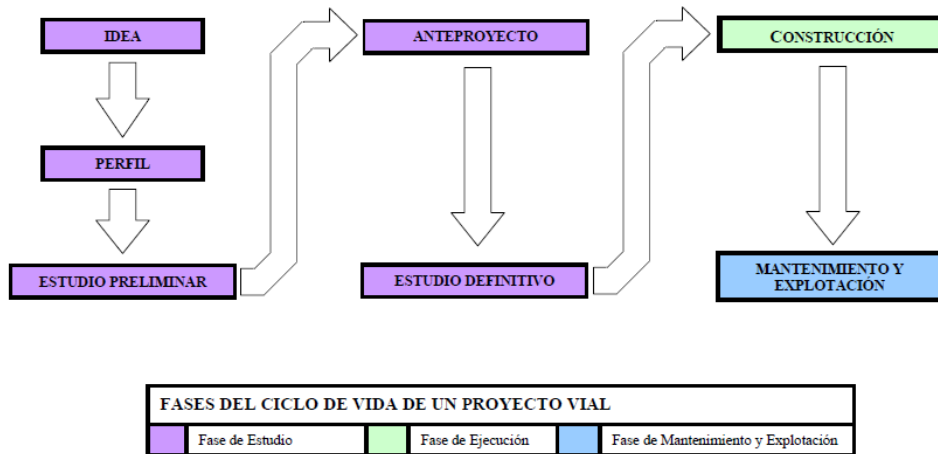 IDEA
PERFIL
ESTUDIO PRELIMINAR
ANTEPROYECTO
ESTUDIO DEFINITIVO
CONSTRUCCIÓN
MANTENIMIENTO Y
EXPLOTACIÓN
FASES DEL CICLO DE VIDA DE UN PROYECTO VIAL
Fase de Estudio
Fase de Ejecución
Fase de Mantenimiento y Explotación